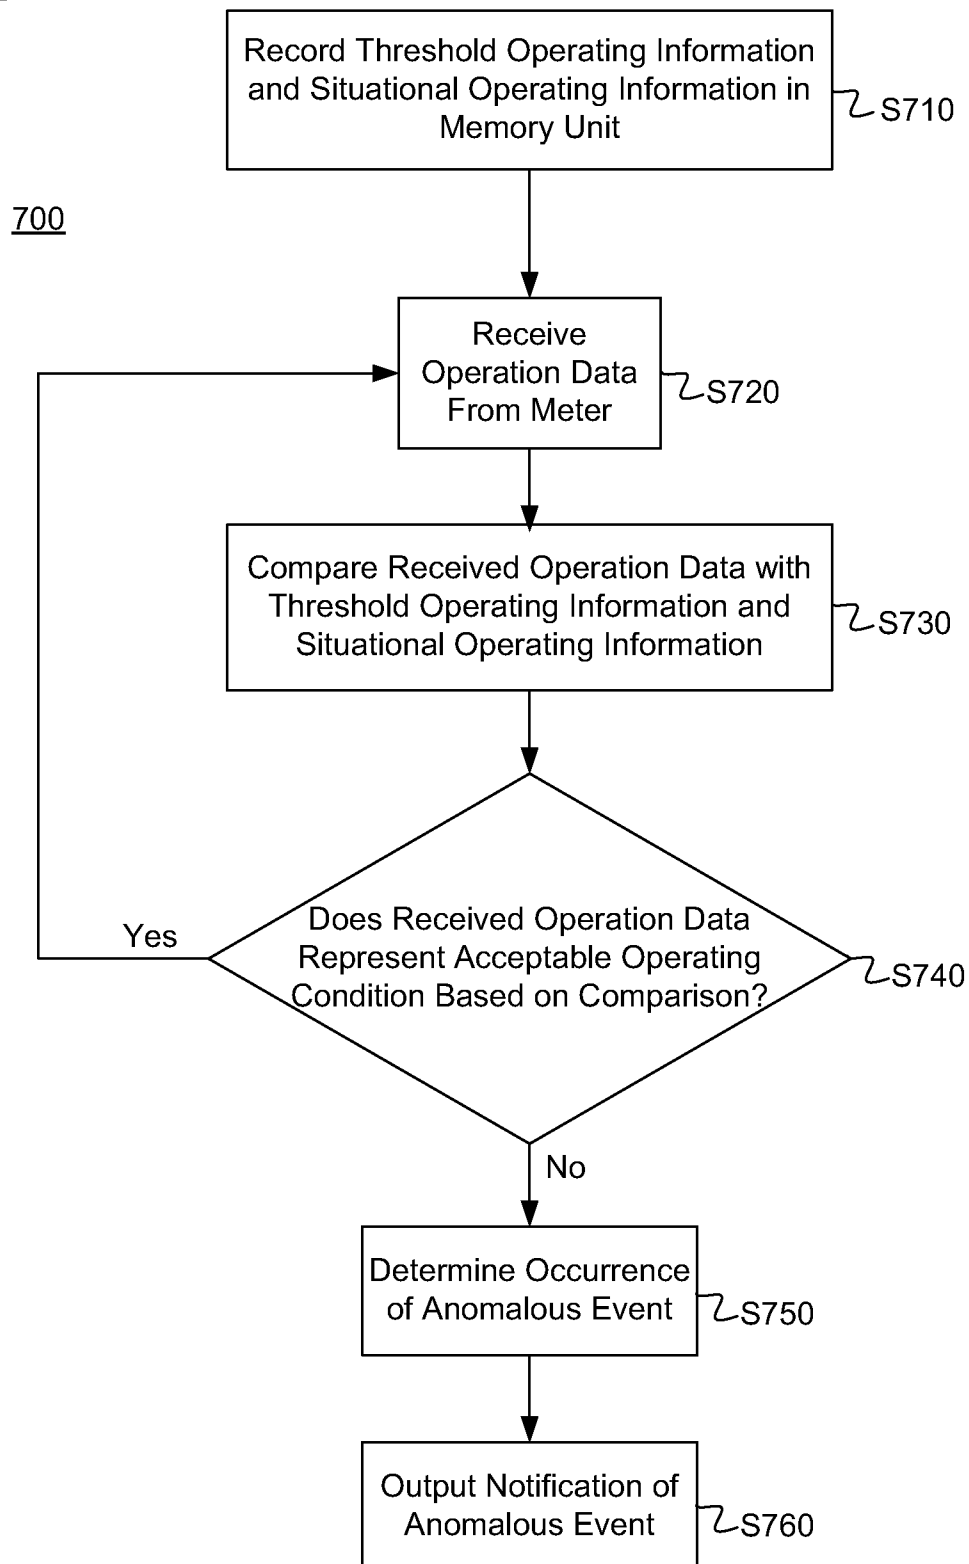 Record Threshold Operating Information
and Situational Operating Information in
Memory Unit
S710
700
Receive
Operation Data
From Meter
S720
Compare Received Operation Data with
Threshold Operating Information and
Situational Operating Information
S730
Does Received Operation Data
Represent Acceptable Operating
Condition Based on Comparison?
Yes
S740
No
Determine Occurrence
of Anomalous Event
S750
Output Notification of
Anomalous Event
S760